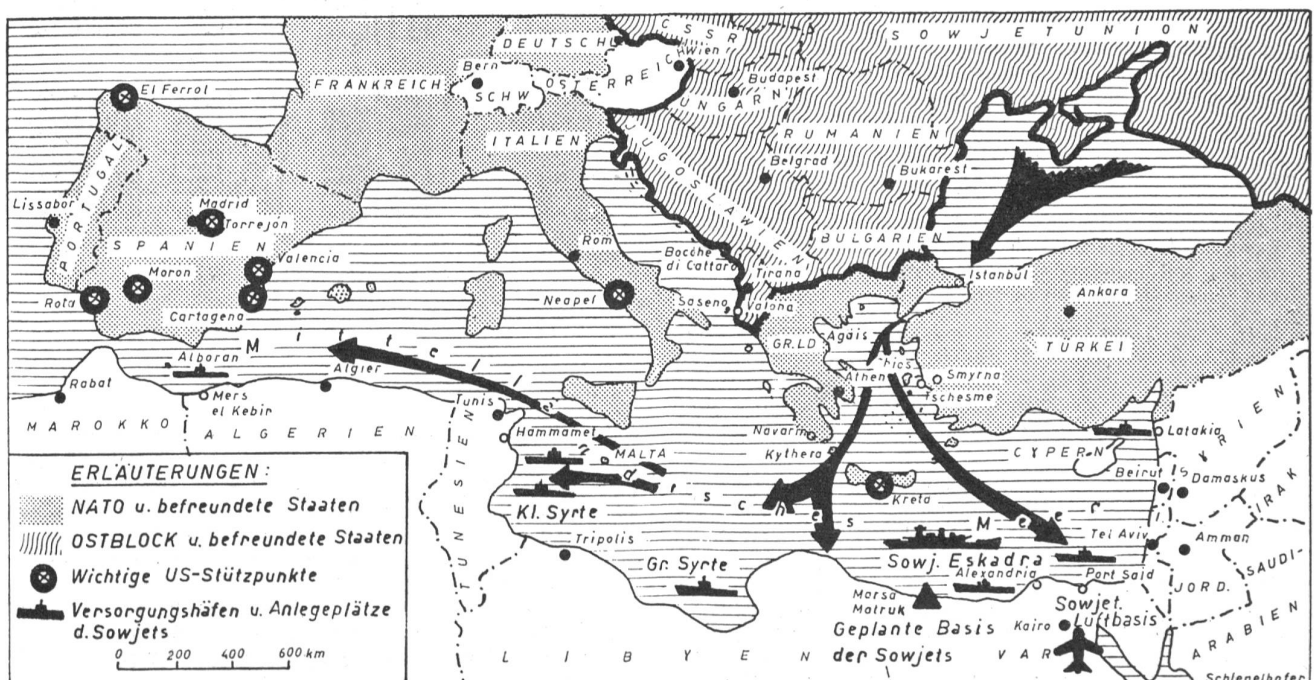 SOWJETUNION
CSSR
DEUTSCHL.
Wien
Bern
ÖSTERREICH
FRANKREICH
SCHW.
Budapest
UNGARN
El Ferrol
RUMANIEN
ITALIEN
JUGOSLAWIEN
Belgrad
Bukarest
PORTUGAL
Lissabon
Madrid
Torrejón
SPANIEN
BULGARIEN
Rom
Bocche
di Cattaro
Valencia
Tirana
Istanbul
Moron
Ankara
Rota
Neapel
Saseno
Valona
Cartagena
Agäis
GR.LD
TÜRKEI
Mittelländisches Meer
Alboran
Algier
Athen
Smyrna
Tschesme
Rabat
Mers
el Kebir
Tunis
MAROKKO
ALGERIEN
Hammamet
Navarin
Latakia
SYRIEN
MALTA
Kythera
CYPERN
Beirut
Damaskus
IRAK
Kreta
Kl. Syrte
TUNESIEN
Tripolis
Tel Aviv
Amman
Gr. Syrte
Sowj. Eskadra
Alexandria
Port Said
JORD.
SAUDI-
ARABIEN
Marsa
Matruk
Sowjet.
Luftbasis
Kairo
Geplante Basis
der Sowjets
LIBYEN
VAR
Schlegelhofer
ERLÄUTERUNGEN:
NATO u. befreundete Staaten
OSTBLOCK u. befreundete Staaten
Wichtige US-Stützpunkte
Versorgungshäfen u. Anlegeplätze
d. Sowjets
0 200 400 600 km